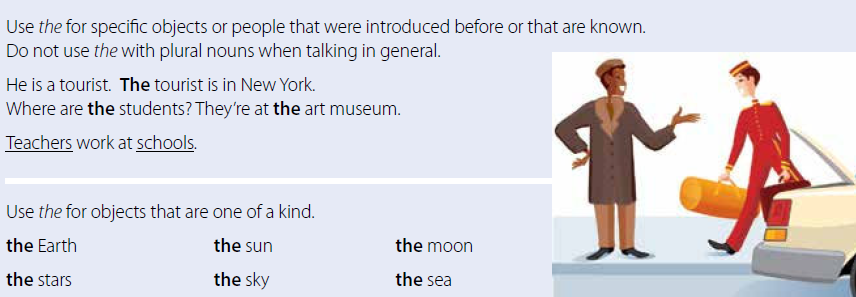 Use the for specific objects or people that were introduced before or that are known.
Do not use the with plural nouns when talking in general.
He is a tourist. The tourist is in New York.
Where are the students? They're at the art museum.
Teachers work at schools.
Use the for objects that are one of a kind.
the Earth the sun the moon
the stars the sky the sea